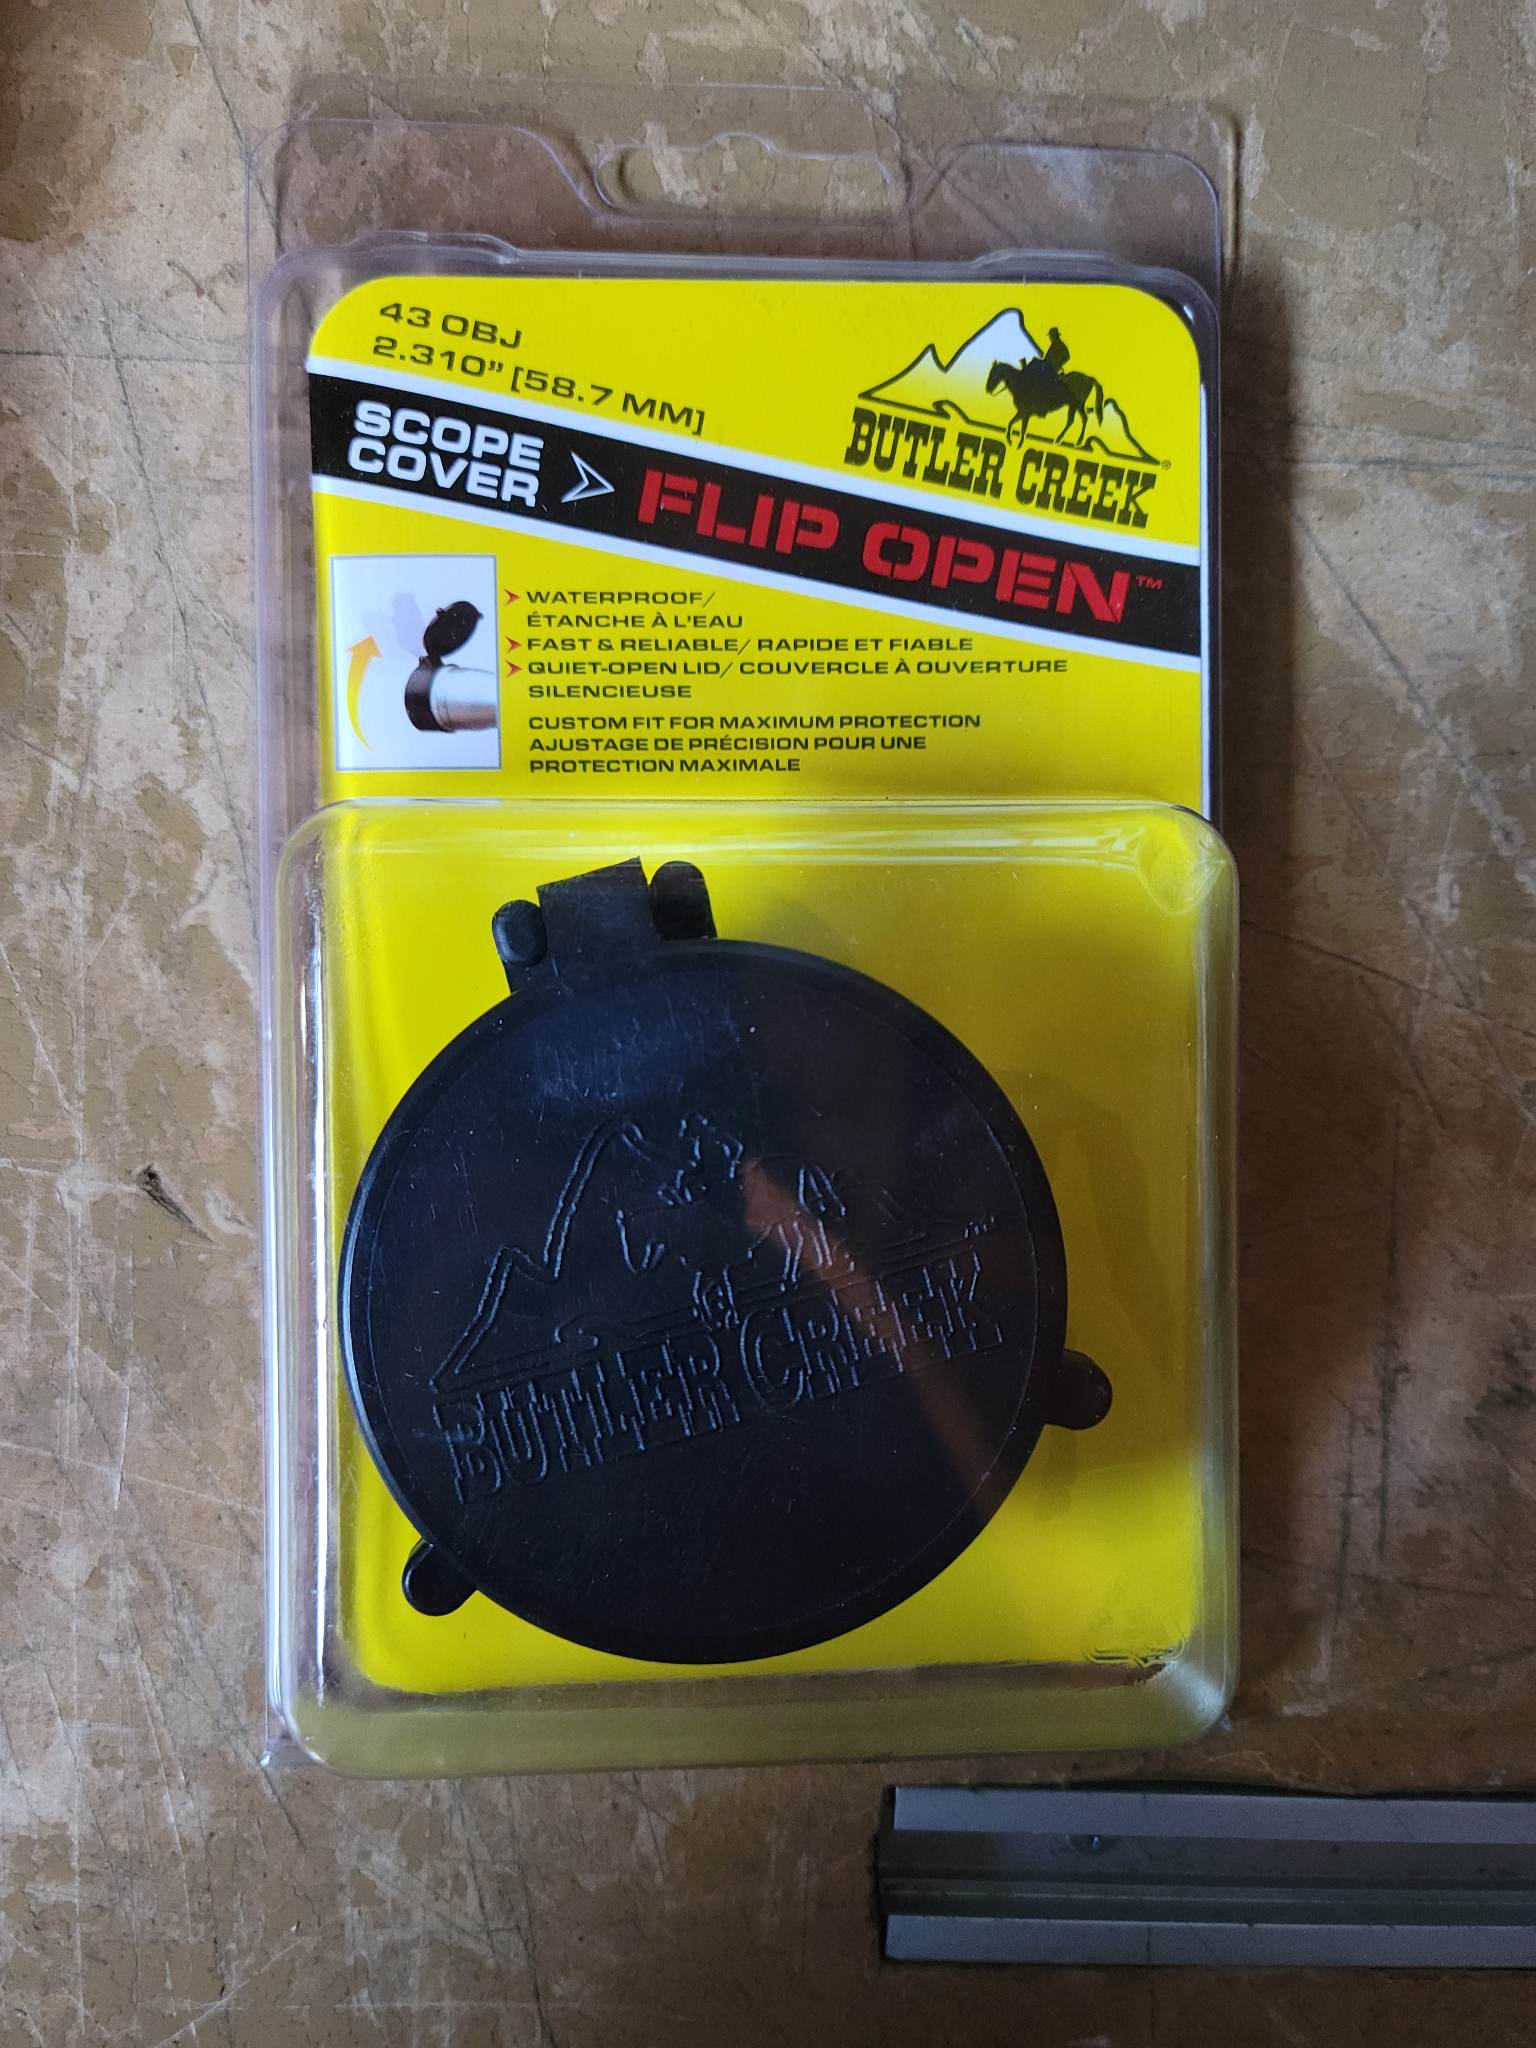 43 OBJ
2.310" [58.7 MM]
BUTLER CREEK®
SCOPE
COVER
FLIP OPEN™
WATERPROOF/
ÉTANCHE À L'EAU
FAST & RELIABLE/ RAPIDE ET FIABLE
QUIET-OPEN LID/ COUVERCLE À OUVERTURE
SILENCIEUSE
CUSTOM FIT FOR MAXIMUM PROTECTION
AJUSTAGE DE PRÉCISION POUR UNE
PROTECTION MAXIMALE
BUTLER CREEK